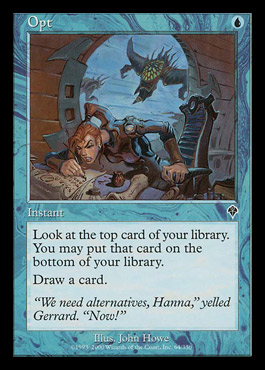 Opt
Instant
Look at the top card of your library.
You may put that card on the
bottom of your library.
Draw a card.
“We need alternatives, Hanna,” yelled
Gerrard. “Now!”
Illus. John Howe